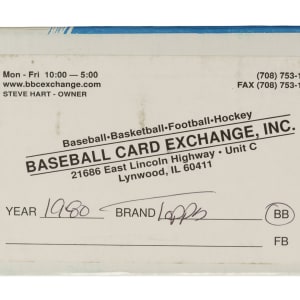 Mon - Fri 10:00 — 5:00
www.bbcexchange.com
STEVE HART - OWNER
(708) 753-1
FAX (708) 753-1
Baseball•Basketball•Football•Hockey
BASEBALL CARD EXCHANGE, INC.
21686 East Lincoln Highway • Unit C
Lynwood, IL 60411
YEAR 1980 BRAND Topps BB
FB